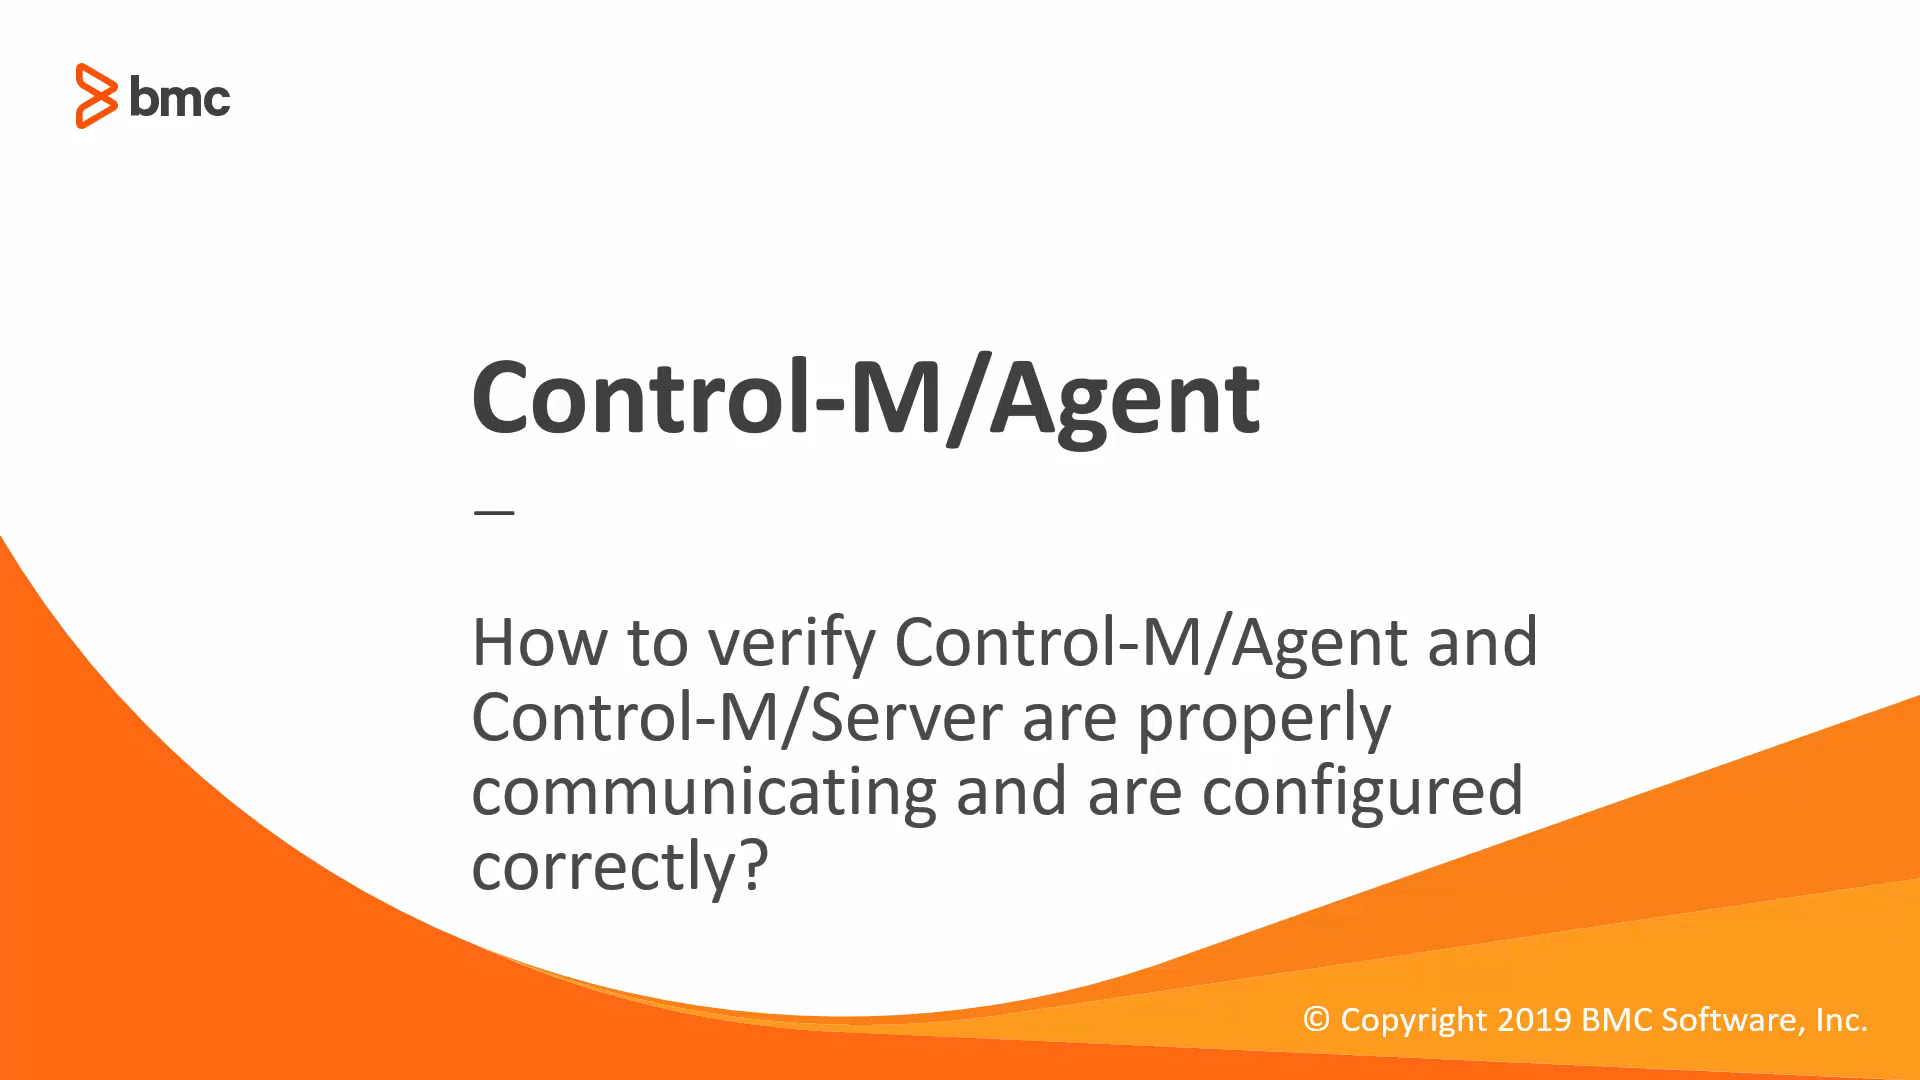 bmc
Control-M/Agent
—
How to verify Control-M/Agent and
Control-M/Server are properly
communicating and are configured
correctly?
© Copyright 2019 BMC Software, Inc.